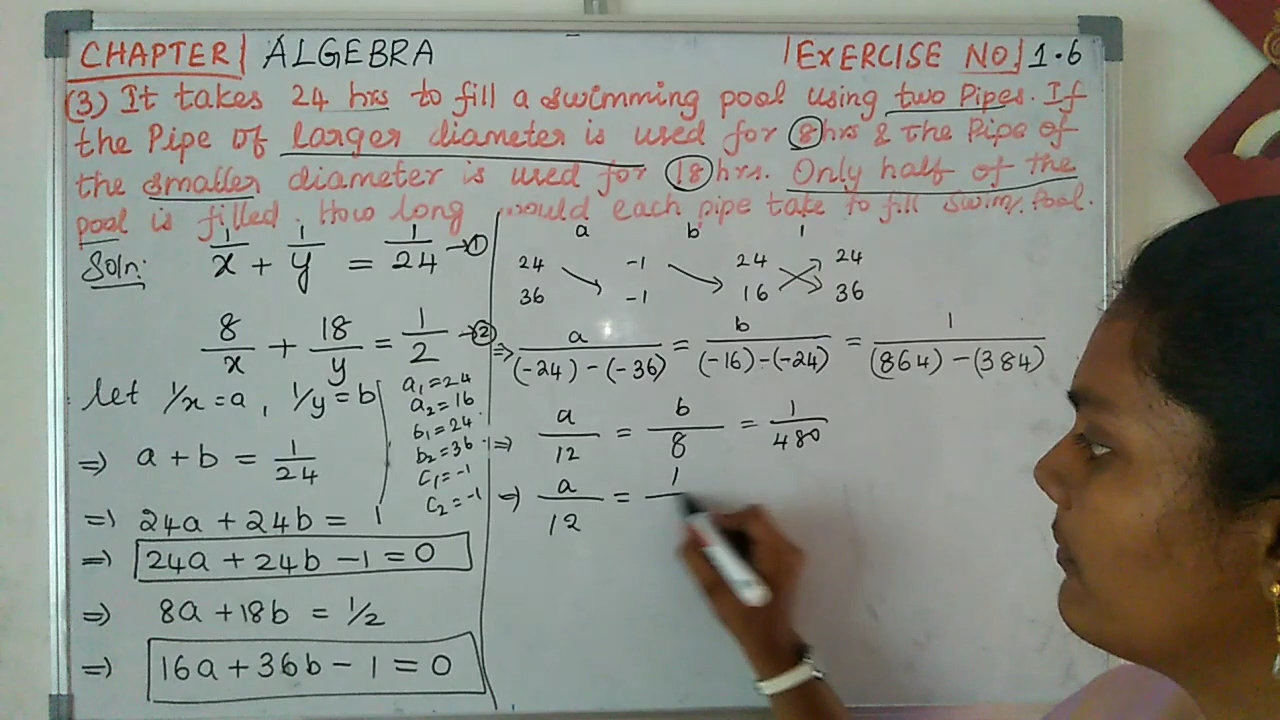 CHAPTER | ALGEBRA | EXERCISE NO | 1.6
(3) It takes 24 hrs to fill a swimming pool using two Pipes. If
the Pipe of larger diameter is used for 8 hrs & the Pipe of
the smaller diameter is used for 18 hrs. Only half of the
pool is filled. How long would each pipe take to fill swim. Pool.
Soln: 1/x + 1/y = 1/24 → ①
8/x + 18/y = 1/2 → ②
let 1/x = a, 1/y = b
⇒ a + b = 1/24
⇒ 24a + 24b = 1
⇒ 24a + 24b - 1 = 0
⇒ 8a + 18b = 1/2
⇒ 16a + 36b - 1 = 0
a₁ = 24
a₂ = 16
b₁ = 24
b₂ = 36
c₁ = -1
c₂ = -1
a b 1
24 -1 24 24
36 -1 16 36
⇒ a/((-24) - (-36)) = b/((-16) - (-24)) = 1/((864) - (384))
⇒ a/12 = b/8 = 1/480
⇒ a/12 = 1